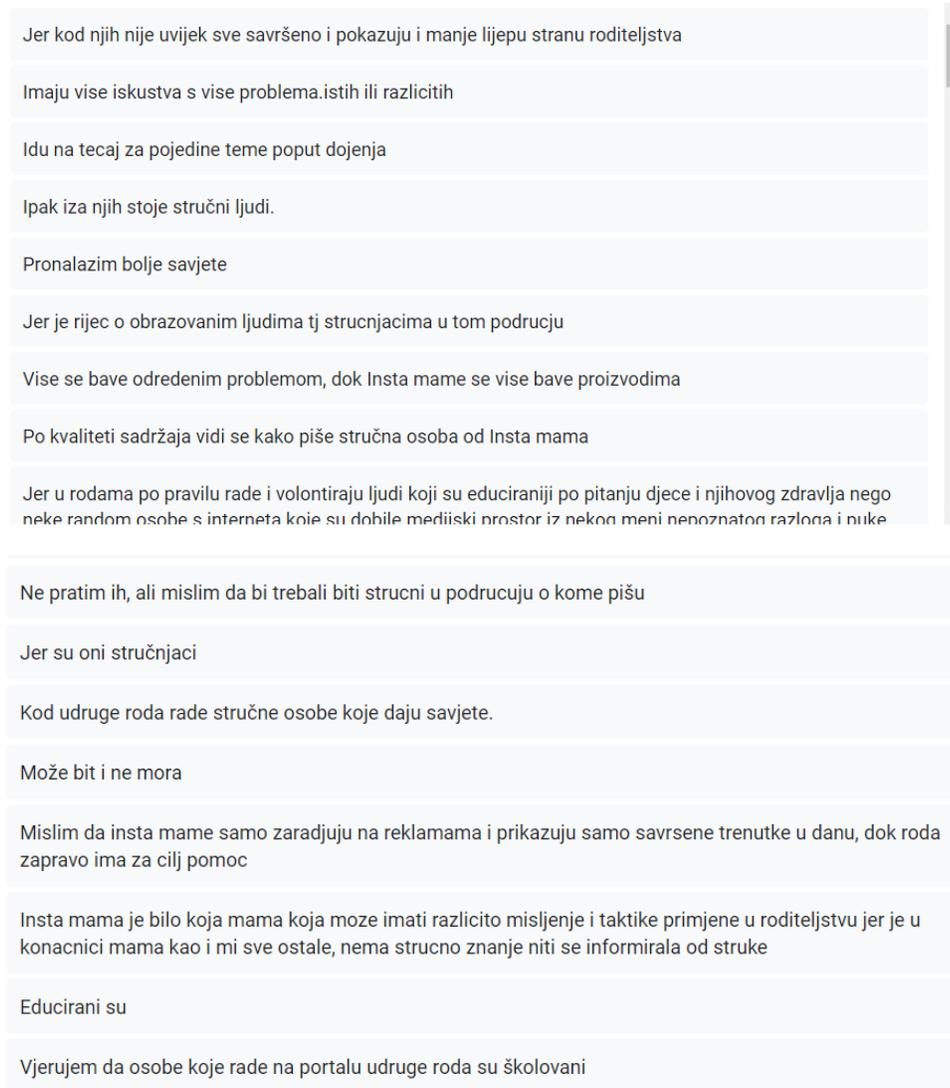 Jer kod njih nije uvijek sve savršeno i pokazuju i manje lijepu stranu roditeljstva
Imaju vise iskustva s vise problema.istih ili razlicitih
Idu na tecaj za pojedine teme poput dojenja
Ipak iza njih stoje stručni ljudi.
Pronalazim bolje savjete
Jer je rijec o obrazovanim ljudima tj strucnjacima u tom podrucju
Vise se bave odredenim problemom, dok Insta mame se vise bave proizvodima
Po kvaliteti sadržaja vidi se kako piše stručna osoba od Insta mama
Jer u rodama po pravilu rade i volontiraju ljudi koji su educiraniji po pitanju djece i njihovog zdravlja nego
neke random osobe s interneta koje su dobile medijski prostor iz nekog meni nepoznatog razloga i puke
Ne pratim ih, ali mislim da bi trebali biti strucni u podrucuju o kome pišu
Jer su oni stručnjaci
Kod udruge roda rade stručne osobe koje daju savjete.
Može bit i ne mora
Mislim da insta mame samo zaradjuju na reklamama i prikazuju samo savrsene trenutke u danu, dok roda
zapravo ima za cilj pomoc
Insta mama je bilo koja mama koja moze imati razlicito misljenje i taktike primjene u roditeljstvu jer je u
konacnici mama kao i mi sve ostale, nema strucno znanje niti se informirala od struke
Educirani su
Vjerujem da osobe koje rade na portalu udruge roda su školovani